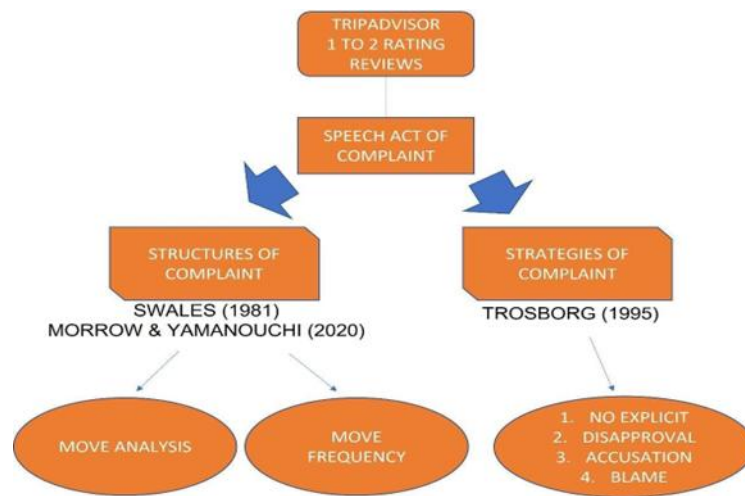 TRIPADVISOR
1 TO 2 RATING
REVIEWS
SPEECH ACT OF
COMPLAINT
STRUCTURES OF
COMPLAINT
SWALES (1981)
MORROW & YAMANOUCHI (2020)
STRATEGIES OF
COMPLAINT
TROSBORG (1995)
MOVE ANALYSIS
MOVE
FREQUENCY
1. NO EXPLICIT
2. DISAPPROVAL
3. ACCUSATION
4. BLAME